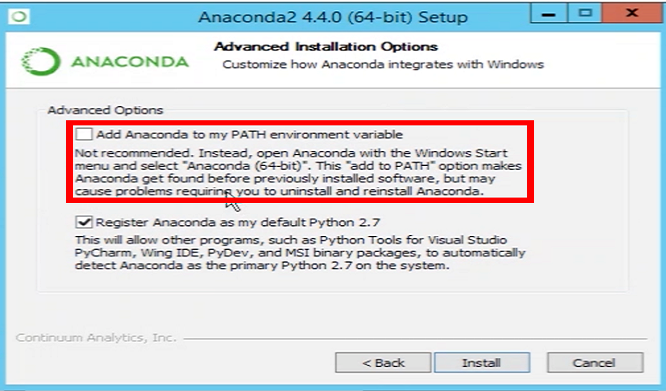 Anaconda2 4.4.0 (64-bit) Setup
ANACONDA
Advanced Installation Options
Customize how Anaconda integrates with Windows
Advanced Options
Add Anaconda to my PATH environment variable
Not recommended. Instead, open Anaconda with the Windows Start
menu and select "Anaconda (64-bit)". This "add to PATH" option makes
Anaconda get found before previously installed software, but may
cause problems requiring you to uninstall and reinstall Anaconda.
Register Anaconda as my default Python 2.7
This will allow other programs, such as Python Tools for Visual Studio
PyCharm, Wing IDE, PyDev, and MSI binary packages, to automatically
detect Anaconda as the primary Python 2.7 on the system.
Continuum Analytics, Inc.
< Back
Install
Cancel